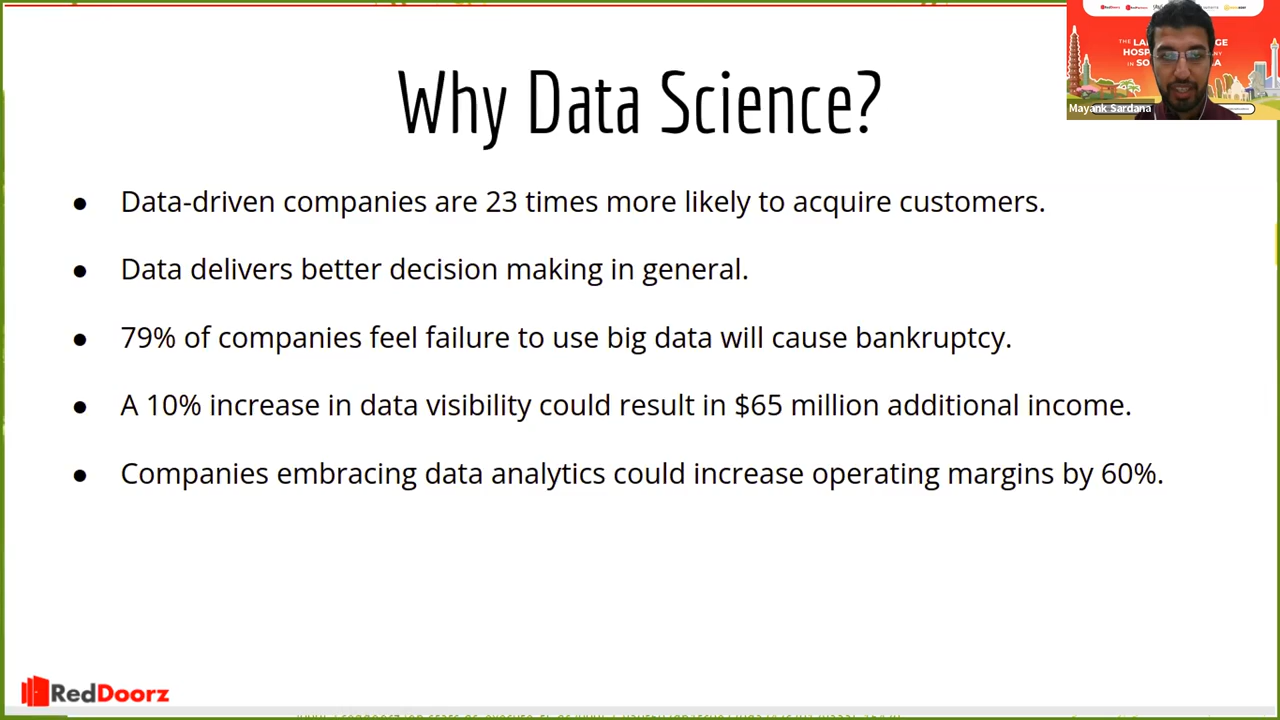 Why Data Science?
● Data-driven companies are 23 times more likely to acquire customers.
● Data delivers better decision making in general.
● 79% of companies feel failure to use big data will cause bankruptcy.
● A 10% increase in data visibility could result in $65 million additional income.
● Companies embracing data analytics could increase operating margins by 60%.
RedDoorz
RedDoorz
THE
IN
Mayank Sardana